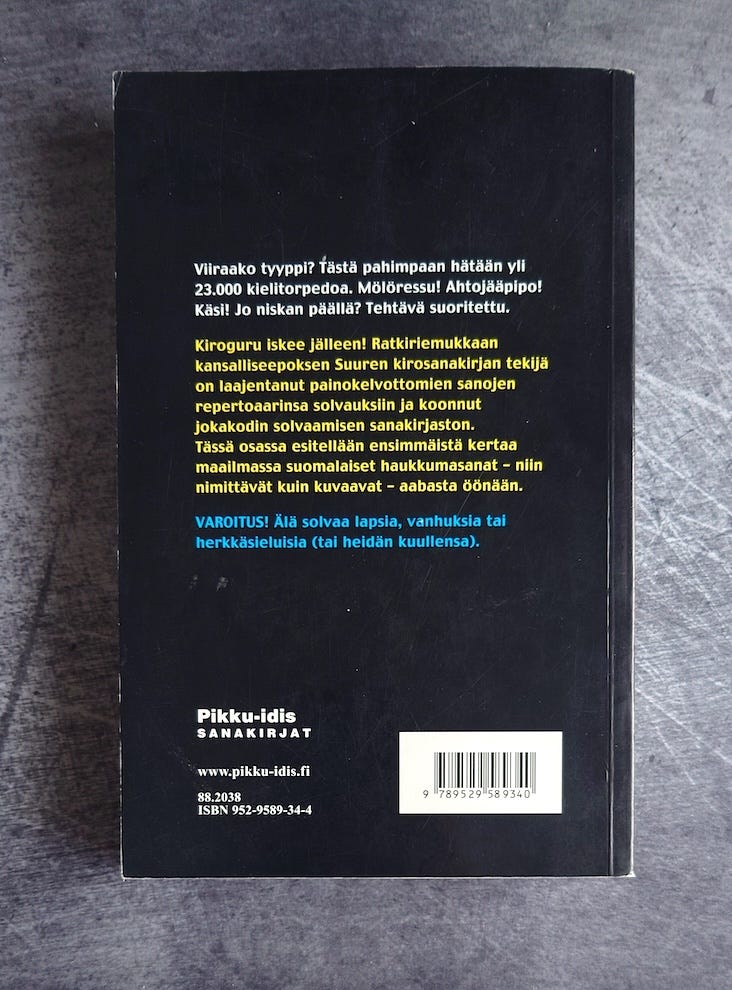 Viiraako tyyppi? Tästä pahimpaan hätään yli
23.000 kielitorpedoa. Mölöressu! Ahtojääpipo!
Käsi! Jo niskan päällä? Tehtävä suoritettu.
Kiroguru iskee jälleen! Ratkiriemukkaan
kansalliseepoksen Suuren kirosanakirjan tekijä
on laajentanut painokelvottomien sanojen
repertoaarinsa solvauksiin ja koonnut
jokakodin solvaamisen sanakirjaston.
Tässä osassa esitellään ensimmäistä kertaa
maailmassa suomalaiset haukkumasanat – niin
nimittävät kuin kuvaavat – aabasta öönään.
VAROITUS! Älä solvaa lapsia, vanhuksia tai
herkkäsieluisia (tai heidän kuullensa).
Pikku-idis
SANAKIRJAT
www.pikku-idis.fi
88.2038
ISBN 952-9589-34-4
9 789529 589340